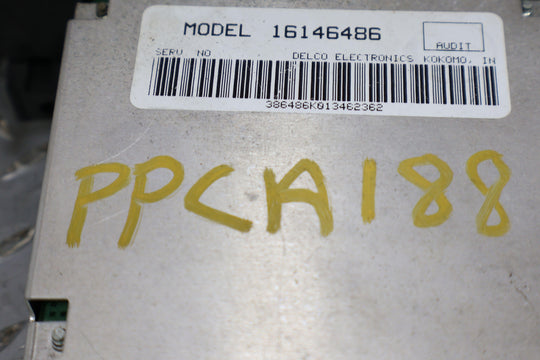 MODEL 16146486
AUDIT
SERV NO DELCO ELECTRONICS KOKOMO, IN
386486K013462362
PPCA188